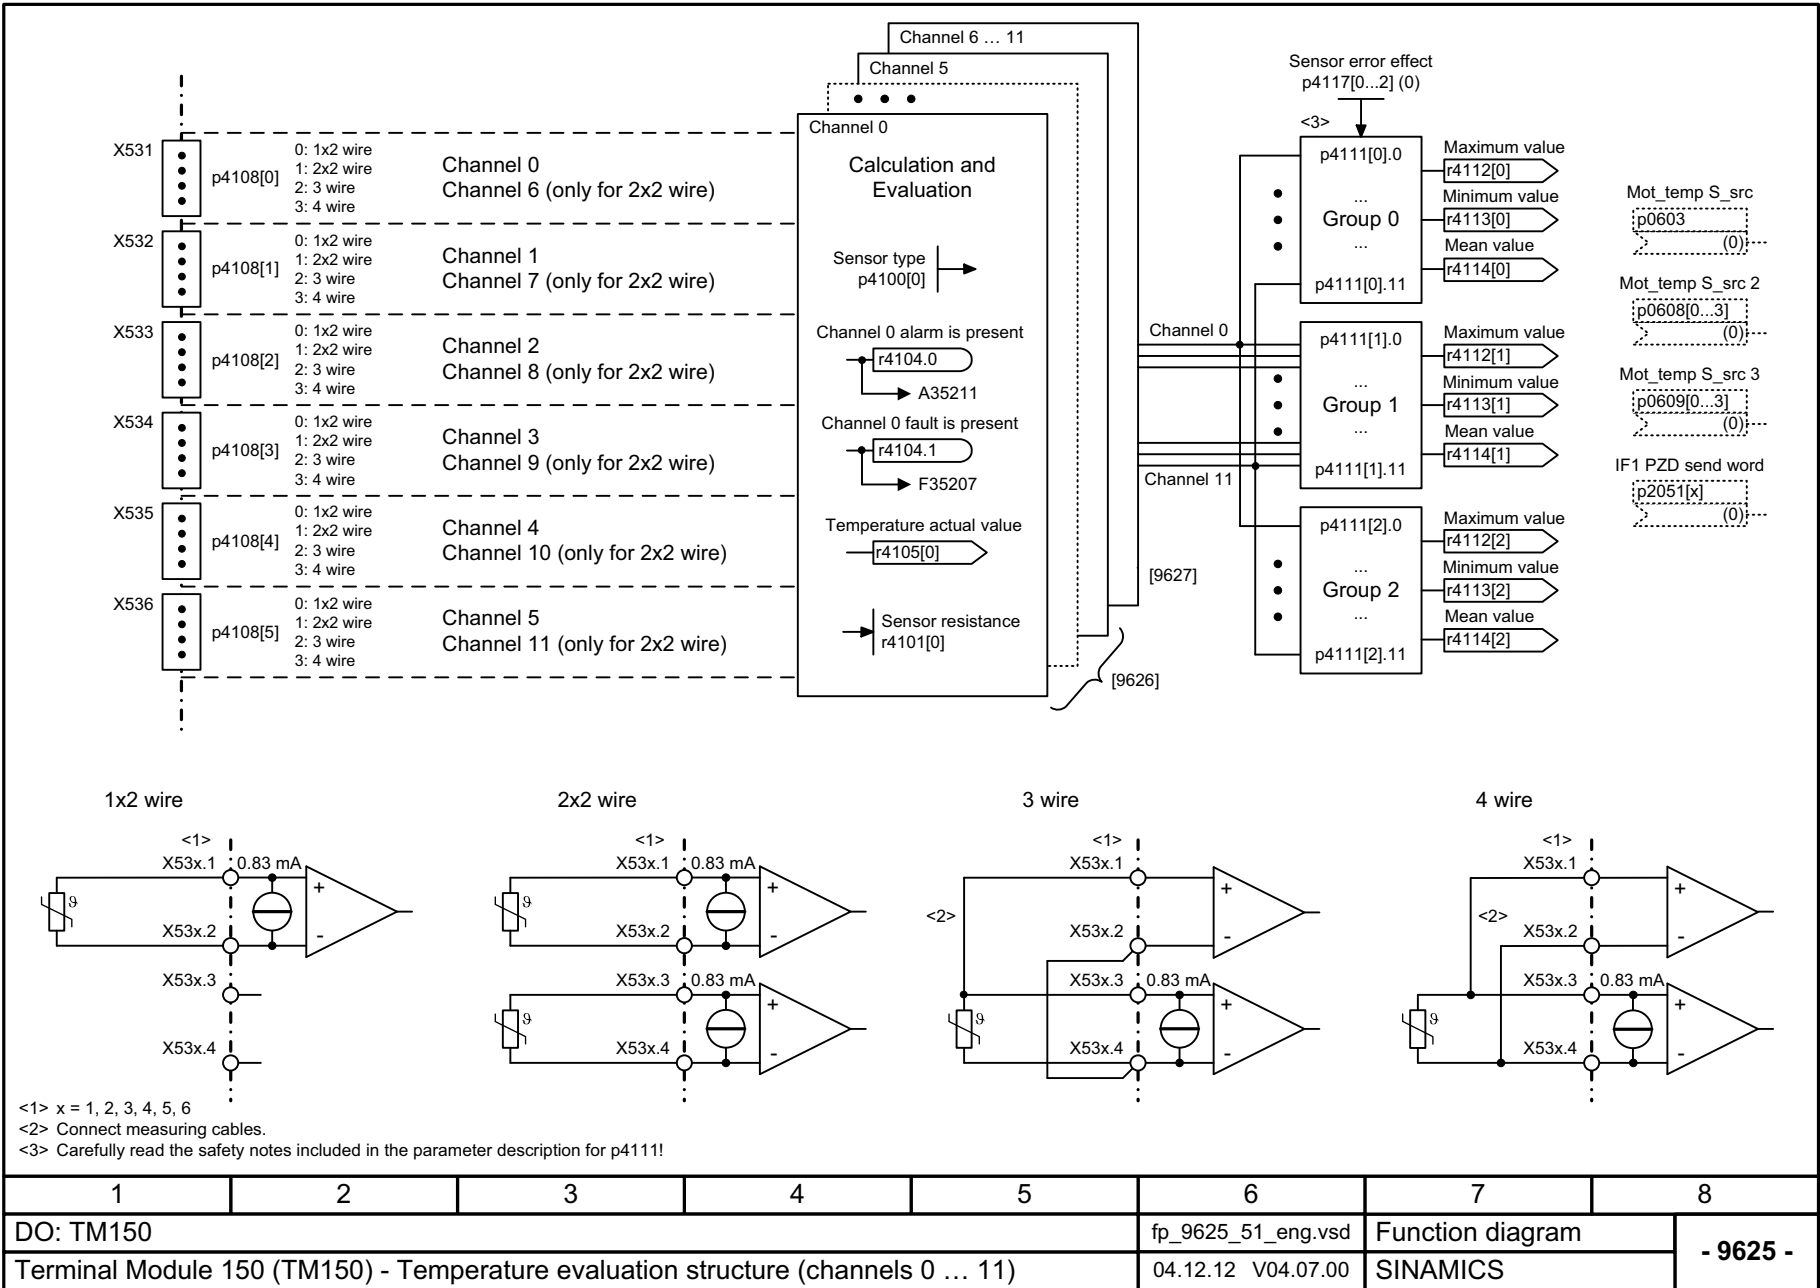 Channel 6 … 11
Channel 5
• • •
Channel 0
Calculation and
Evaluation
Sensor type
p4100[0]
Channel 0 alarm is present
r4104.0
A35211
Channel 0 fault is present
r4104.1
F35207
Temperature actual value
r4105[0]
Sensor resistance
r4101[0]
[9627]
[9626]
X531
p4108[0]
0: 1x2 wire
1: 2x2 wire
2: 3 wire
3: 4 wire
Channel 0
Channel 6 (only for 2x2 wire)
X532
p4108[1]
0: 1x2 wire
1: 2x2 wire
2: 3 wire
3: 4 wire
Channel 1
Channel 7 (only for 2x2 wire)
X533
p4108[2]
0: 1x2 wire
1: 2x2 wire
2: 3 wire
3: 4 wire
Channel 2
Channel 8 (only for 2x2 wire)
X534
p4108[3]
0: 1x2 wire
1: 2x2 wire
2: 3 wire
3: 4 wire
Channel 3
Channel 9 (only for 2x2 wire)
X535
p4108[4]
0: 1x2 wire
1: 2x2 wire
2: 3 wire
3: 4 wire
Channel 4
Channel 10 (only for 2x2 wire)
X536
p4108[5]
0: 1x2 wire
1: 2x2 wire
2: 3 wire
3: 4 wire
Channel 5
Channel 11 (only for 2x2 wire)
Channel 0
Channel 11
Sensor error effect
p4117[0...2] (0)
<3>
p4111[0].0
...
Group 0
...
p4111[0].11
Maximum value
r4112[0]
Minimum value
r4113[0]
Mean value
r4114[0]
p4111[1].0
...
Group 1
...
p4111[1].11
Maximum value
r4112[1]
Minimum value
r4113[1]
Mean value
r4114[1]
p4111[2].0
...
Group 2
...
p4111[2].11
Maximum value
r4112[2]
Minimum value
r4113[2]
Mean value
r4114[2]
Mot_temp S_src
p0603
(0)
Mot_temp S_src 2
p0608[0...3]
(0)
Mot_temp S_src 3
p0609[0...3]
(0)
IF1 PZD send word
p2051[x]
(0)
1x2 wire
<1>
X53x.1
0.83 mA
+
ϑ
X53x.2
-
X53x.3
X53x.4
2x2 wire
<1>
X53x.1
0.83 mA
+
ϑ
X53x.2
-
X53x.3
0.83 mA
+
ϑ
X53x.4
-
3 wire
<1>
X53x.1
+
<2>
X53x.2
-
X53x.3
0.83 mA
+
ϑ
X53x.4
-
4 wire
<1>
X53x.1
+
<2>
X53x.2
-
X53x.3
0.83 mA
+
ϑ
X53x.4
-
<1> x = 1, 2, 3, 4, 5, 6
<2> Connect measuring cables.
<3> Carefully read the safety notes included in the parameter description for p4111!
1 2 3 4 5 6 7 8
DO: TM150
fp_9625_51_eng.vsd
Function diagram
- 9625 -
Terminal Module 150 (TM150) - Temperature evaluation structure (channels 0 … 11)
04.12.12 V04.07.00
SINAMICS